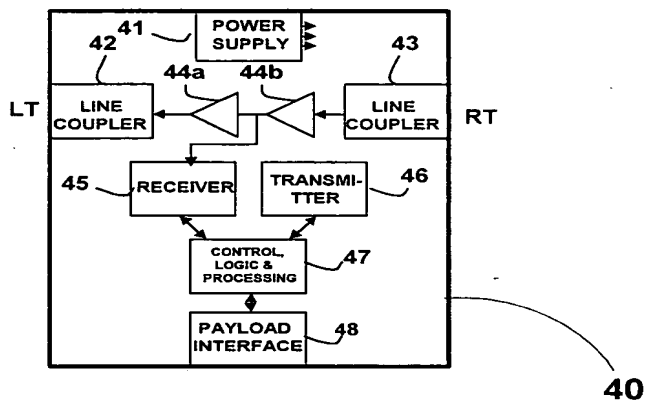 41
POWER
SUPPLY
42
43
44a
44b
LT
LINE
COUPLER
LINE
COUPLER
RT
45
RECEIVER
TRANSMI-
TTER
46
CONTROL,
LOGIC &
PROCESSING
47
PAYLOAD
INTERFACE
48
40